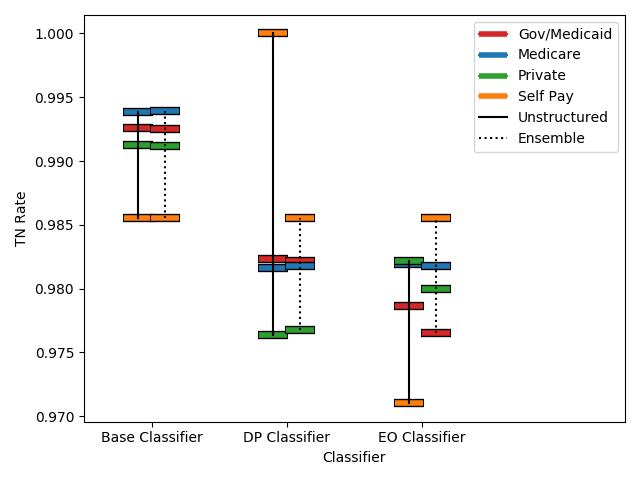 1.000
0.995
0.990
0.985
0.980
0.975
0.970
TN Rate
Gov/Medicaid
Medicare
Private
Self Pay
Unstructured
Ensemble
Base Classifier DP Classifier EO Classifier
Classifier